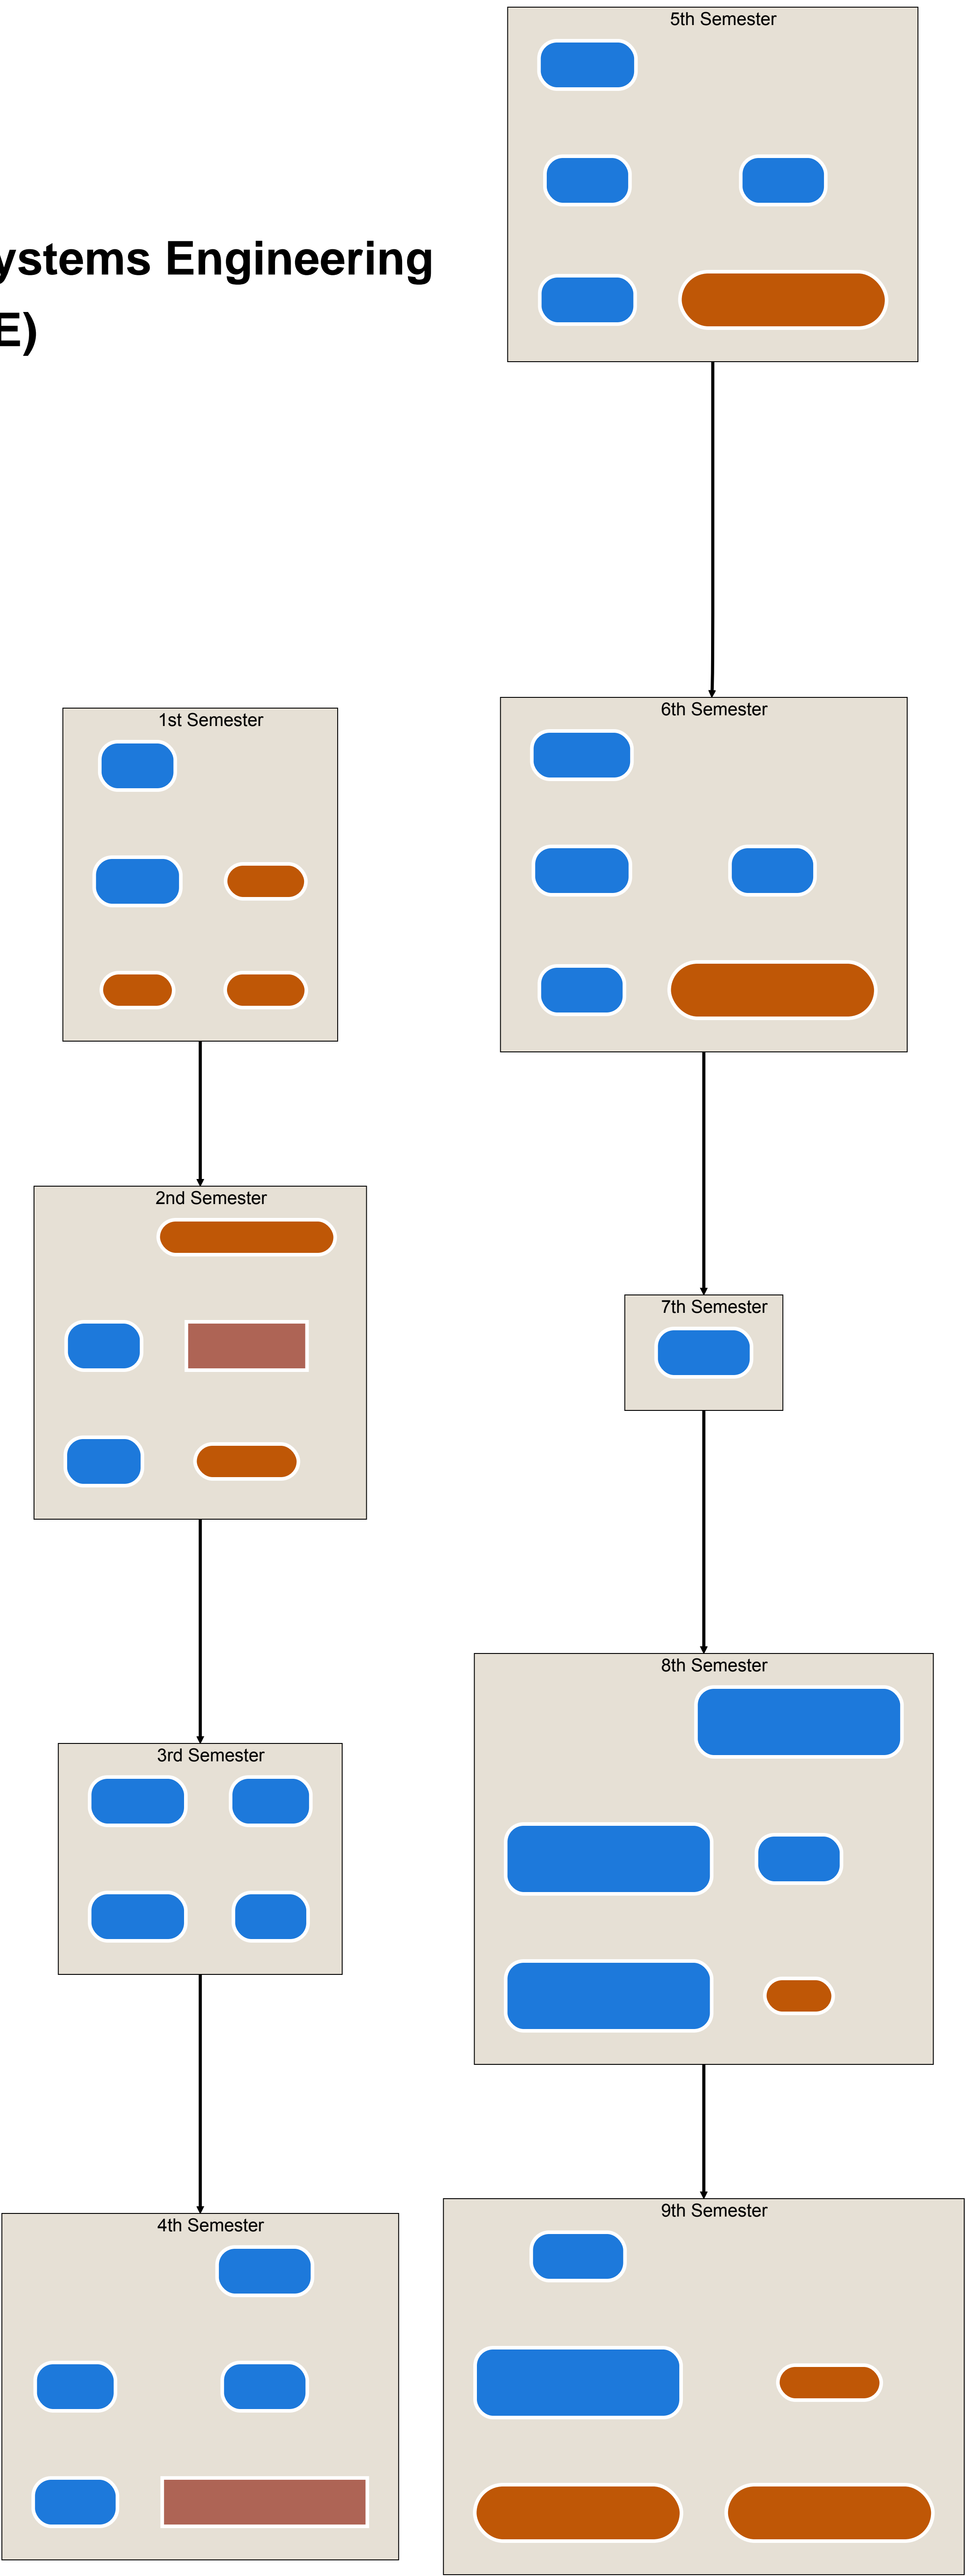 5th Semester
ystems Engineering
E)
1st Semester
6th Semester
2nd Semester
7th Semester
8th Semester
3rd Semester
4th Semester
9th Semester